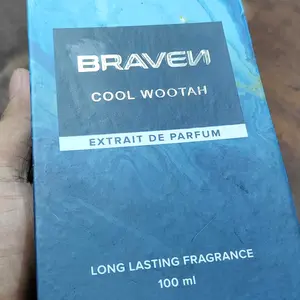 BRAVEN
COOL WOOTAH
EXTRAIT DE PARFUM
LONG LASTING FRAGRANCE
100 ml